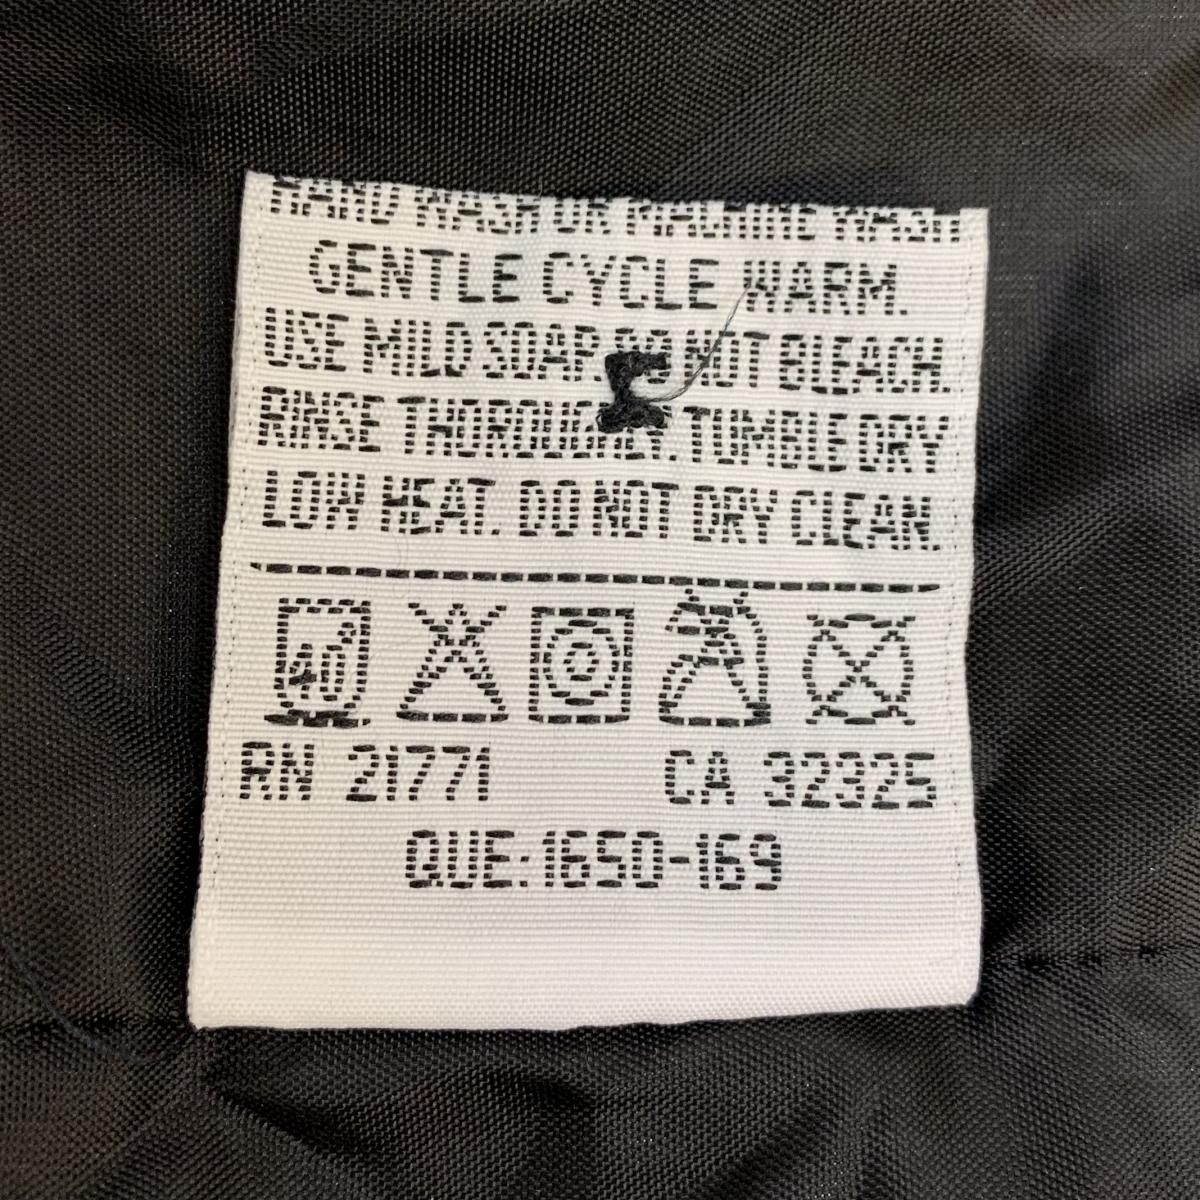 HAND WASH OR MACHINE WASH
GENTLE CYCLE WARM.
USE MILD SOAP. DO NOT BLEACH.
RINSE THOROUGHLY. TUMBLE DRY
LOW HEAT. DO NOT DRY CLEAN.
40°
RN 21771 CA 32325
QUE: 1650-169